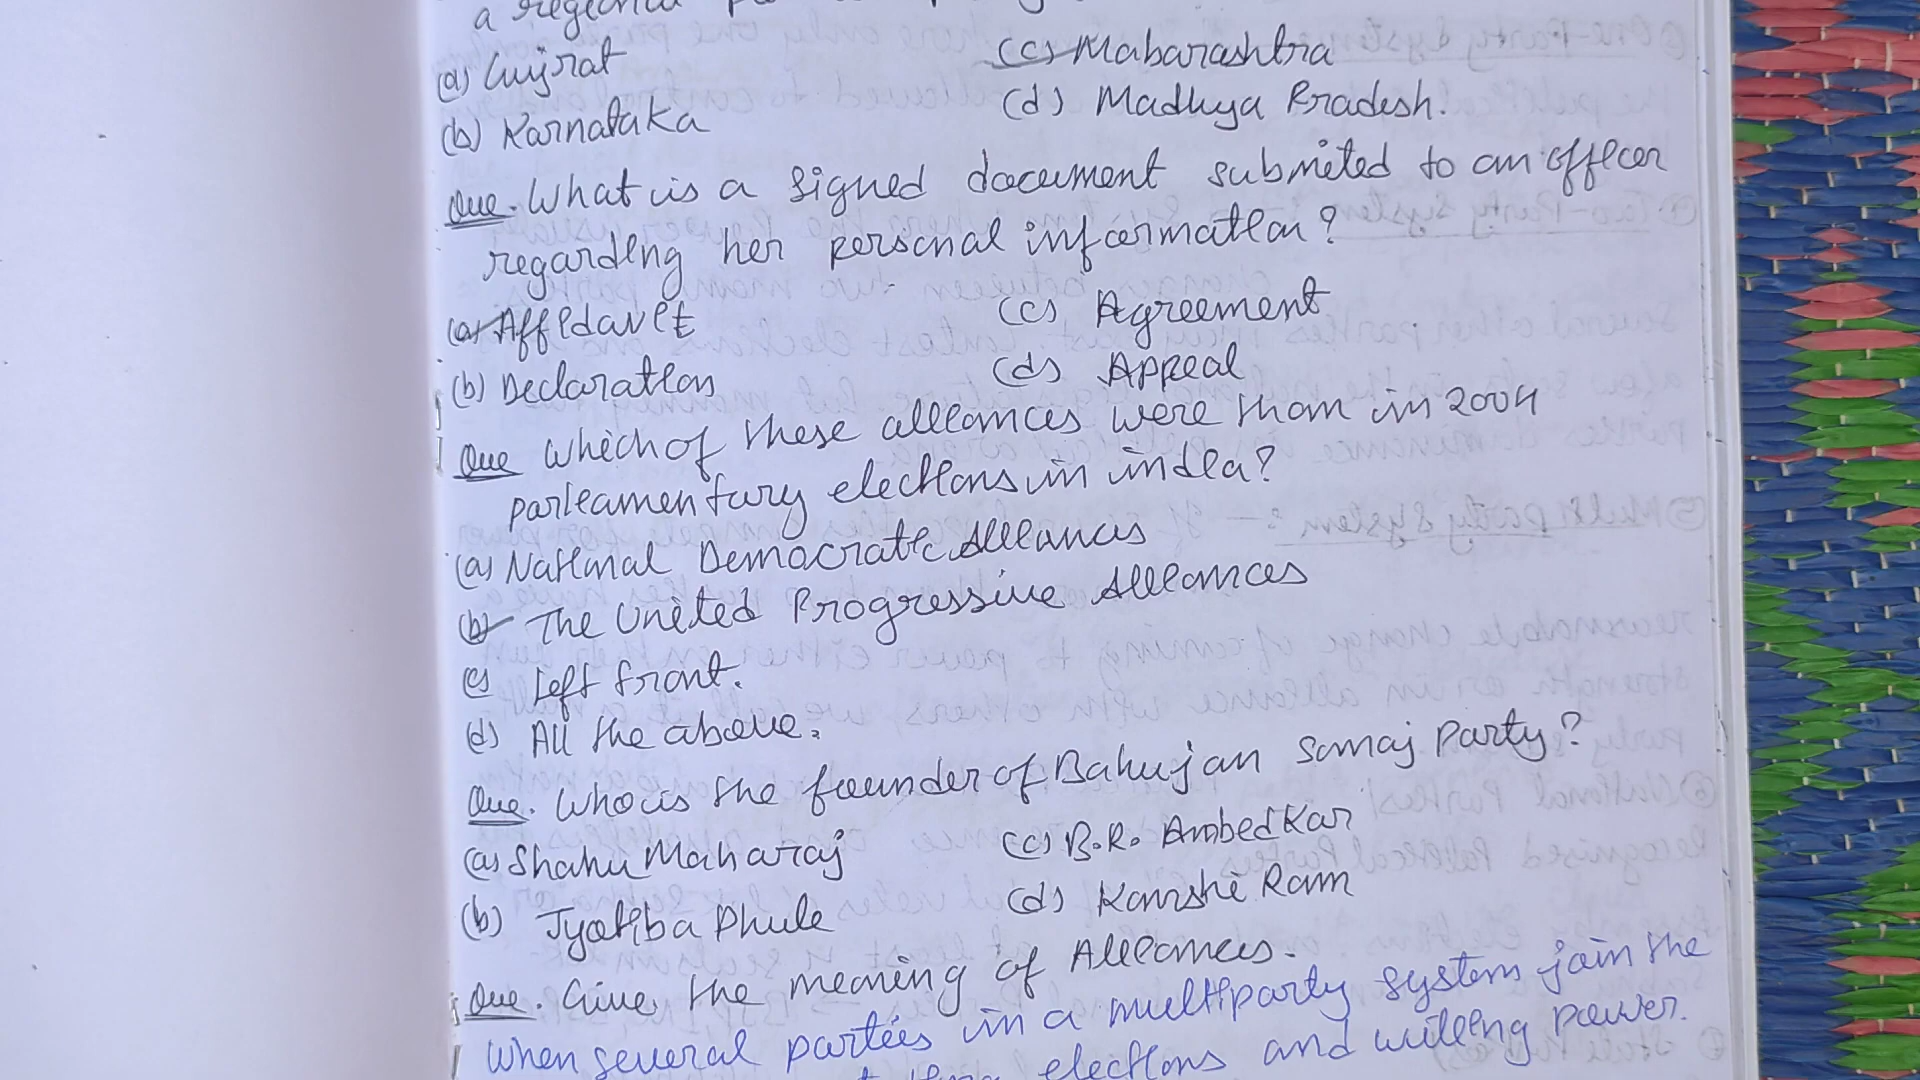 a regional
(a) Gujrat (c) Maharashtra
(b) Karnataka (d) Madhya Pradesh.
Que. What is a signed document submited to an officer
regarding her personal information?
(a) Affidavit (c) Agreement
(b) Declaration (d) Appeal
Que Which of these alliances were tham in 2004
parliamentary elections in india?
(a) National Democratic Alliances
(b) The United Progressive Alliances
(c) Left front.
(d) All the above.
Que. Who is the founder of Bahujan Samaj Party?
(a) Shahu Maharaj (c) B.R. Ambedkar
(b) Jyotiba Phule (d) Kanshi Ram
Que. Give the meaning of Alliances.
When several parties in a multiparty system join the
elections and willing power.